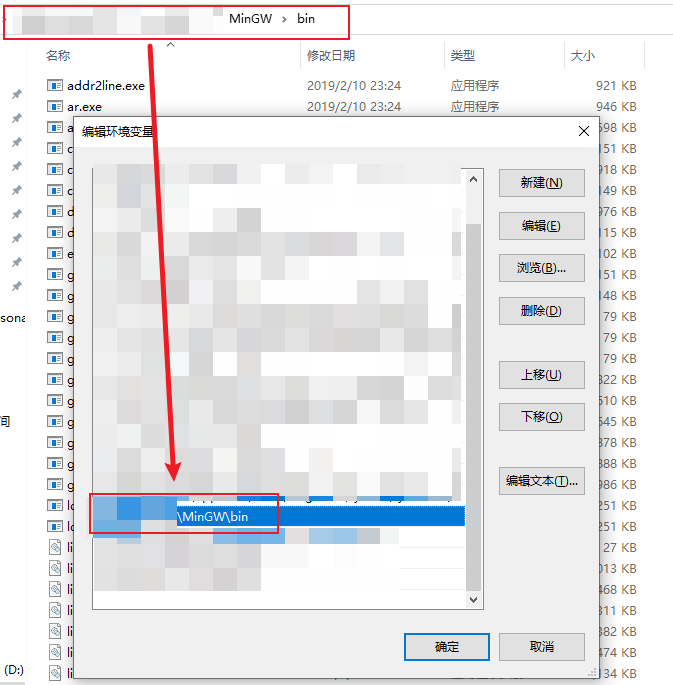 MinGW > bin
名称 修改日期 类型 大小
addr2line.exe 2019/2/10 23:24 应用程序 921 KB
ar.exe 2019/2/10 23:24 应用程序 946 KB
编辑环境变量
598 KB
151 KB
新建(N)
918 KB
149 KB
976 KB
编辑(E)
115 KB
102 KB
浏览(B)...
151 KB
148 KB
删除(D)
79 KB
sona
79 KB
79 KB
上移(U)
322 KB
610 KB
间
下移(O)
545 KB
378 KB
388 KB
编辑文本(T)...
986 KB
251 KB
\MinGW\bin
251 KB
27 KB
013 KB
468 KB
311 KB
382 KB
确定 取消
474 KB
(D:)
134 KB